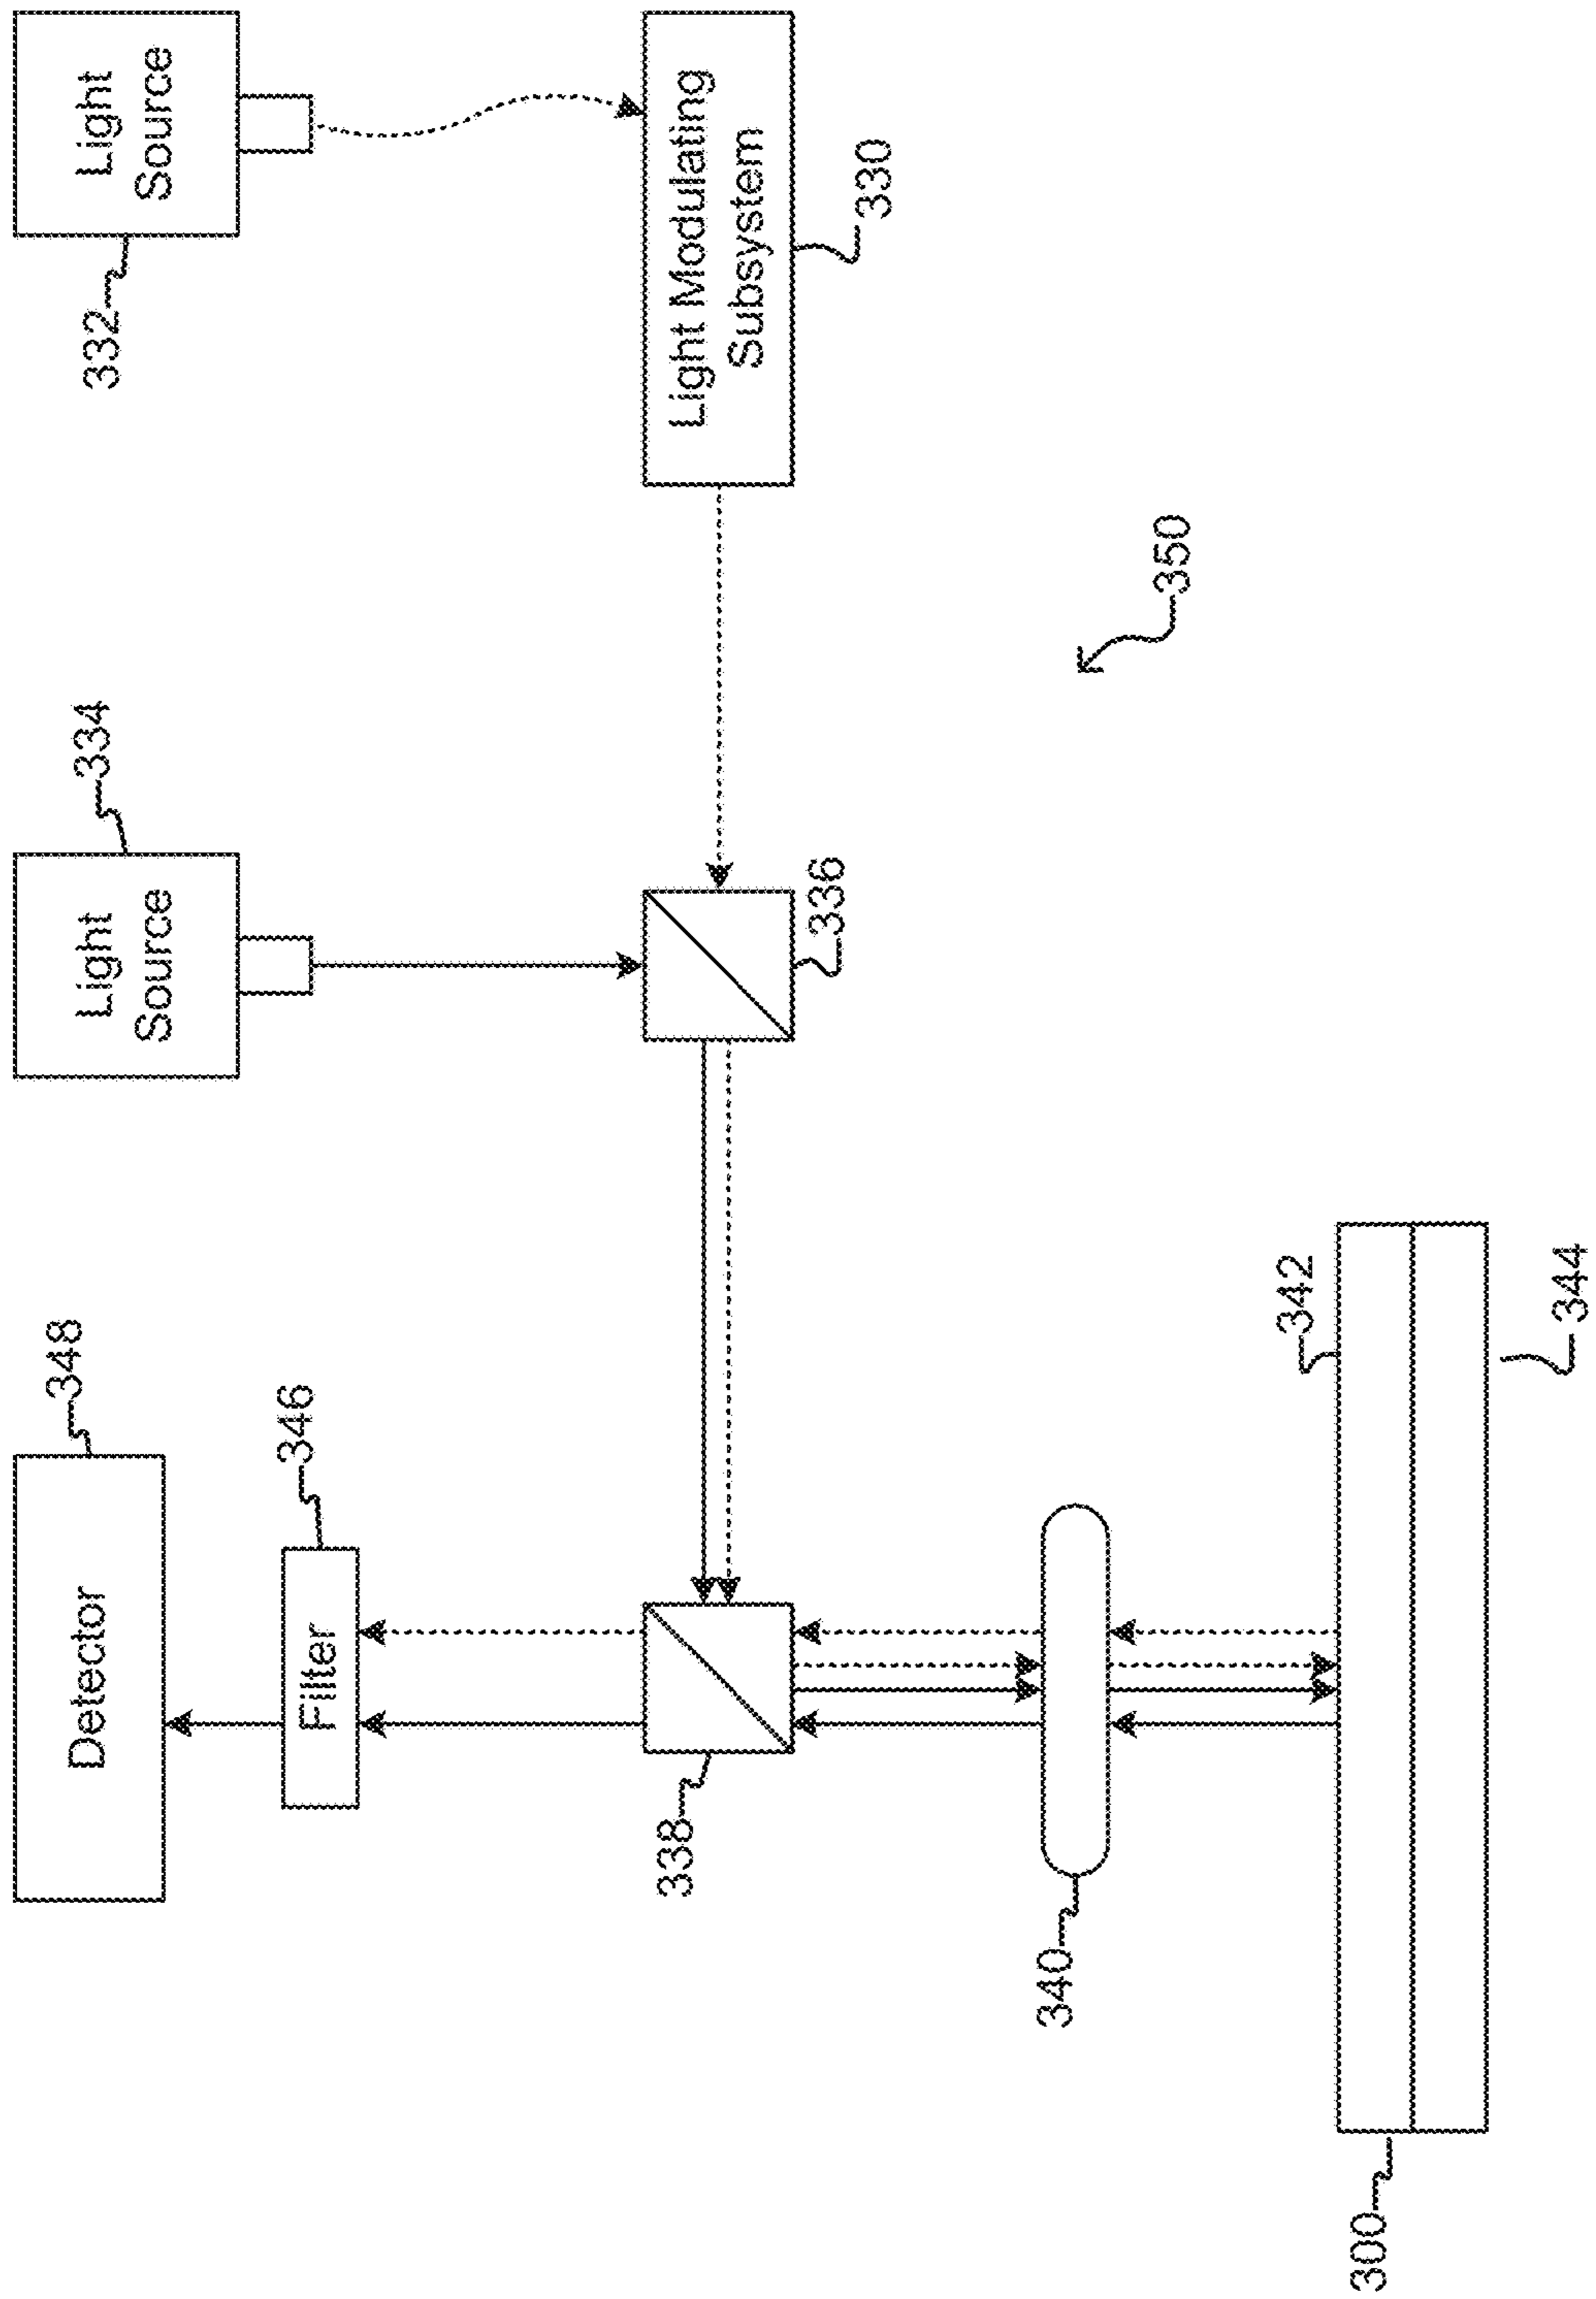 Detector
348
Light
Source
334
332
Light
Source
Filter
346
338
336
Light Modulating
Subsystem
330
340
350
342
300
344